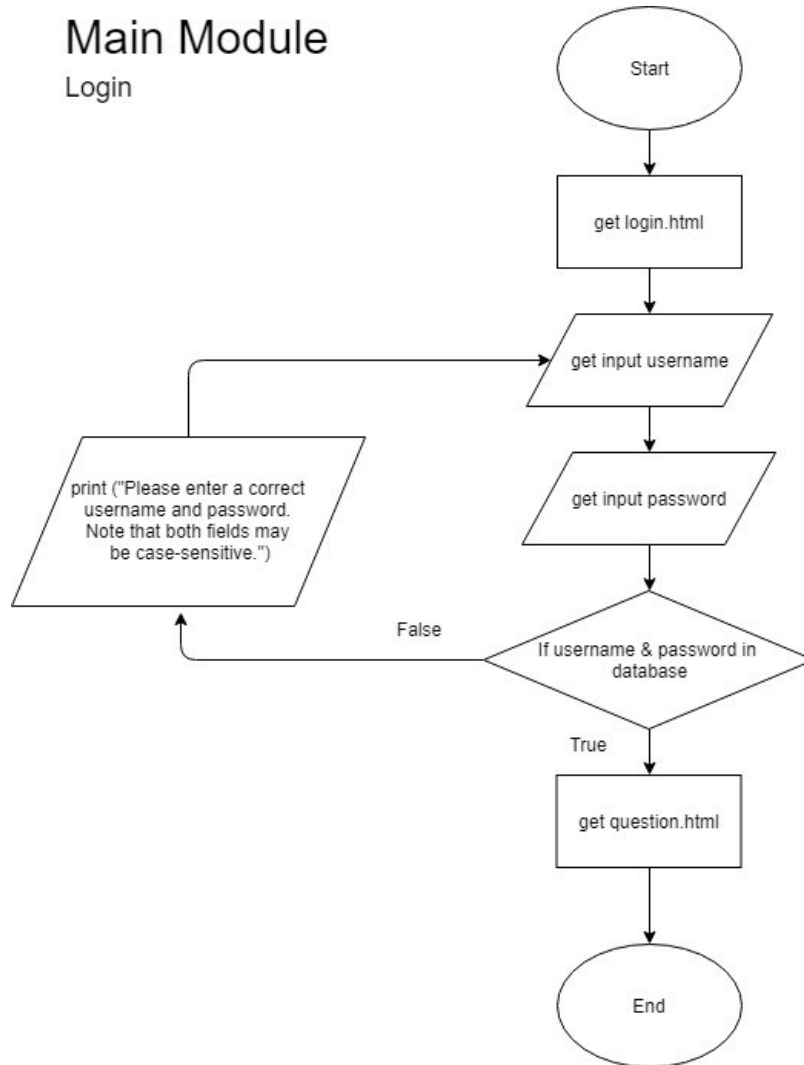 Main Module
Login
Start
get login.html
get input username
print ("Please enter a correct
username and password.
Note that both fields may
be case-sensitive.")
get input password
False
If username & password in
database
True
get question.html
End